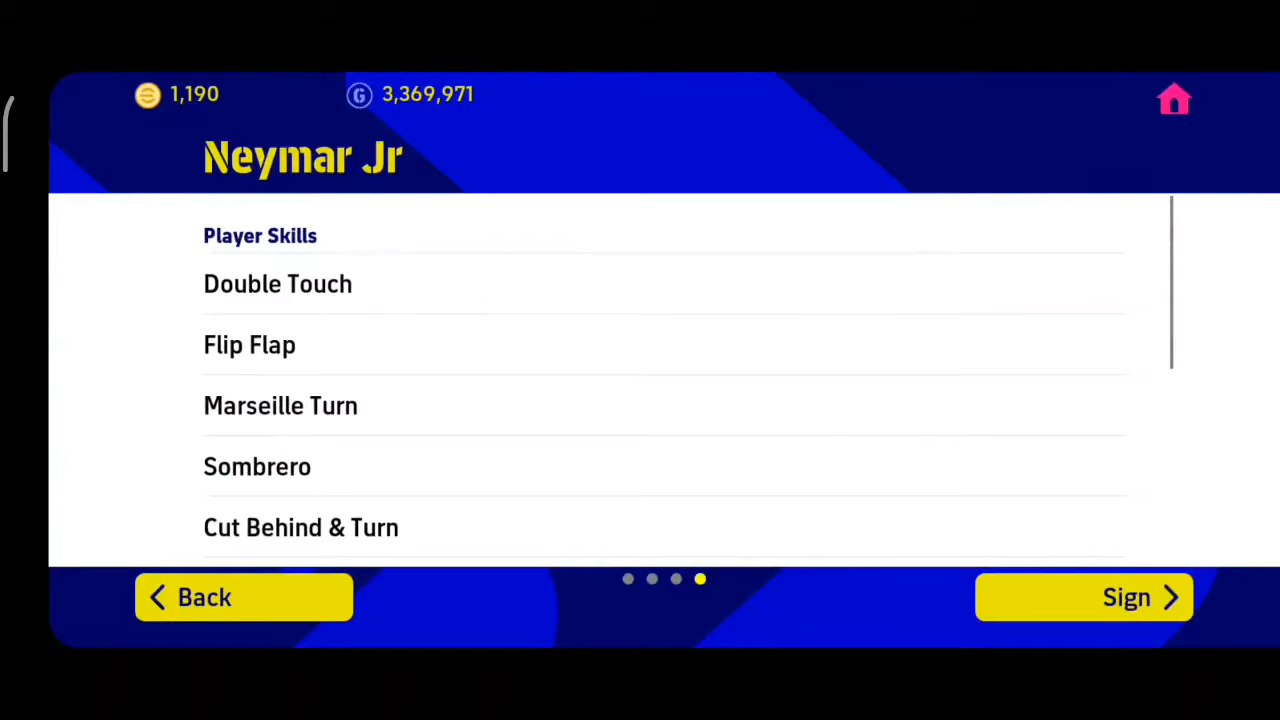 1,190
G 3,369,971
Neymar Jr
Player Skills
Double Touch
Flip Flap
Marseille Turn
Sombrero
Cut Behind & Turn
Back
Sign